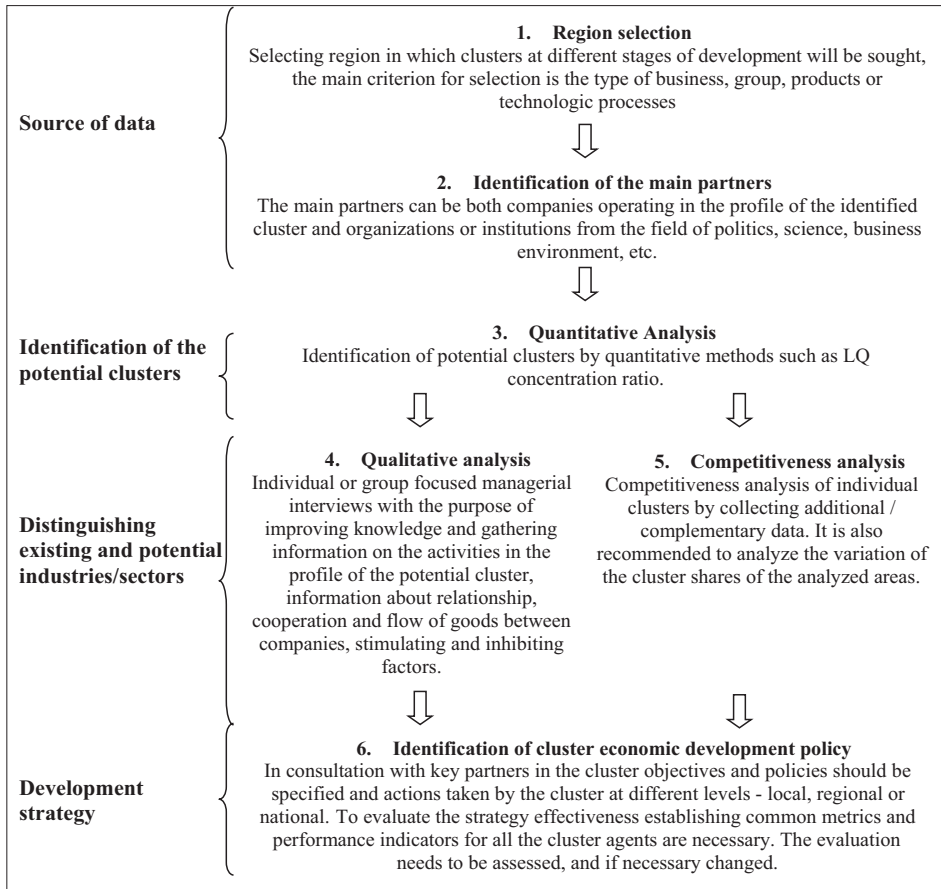 1. Region selection
Selecting region in which clusters at different stages of development will be sought,
the main criterion for selection is the type of business, group, products or
technologic processes
Source of data
2. Identification of the main partners
The main partners can be both companies operating in the profile of the identified
cluster and organizations or institutions from the field of politics, science, business
environment, etc.
Identification of the
potential clusters
3. Quantitative Analysis
Identification of potential clusters by quantitative methods such as LQ
concentration ratio.
Distinguishing
existing and potential
industries/sectors
4. Qualitative analysis
Individual or group focused managerial
interviews with the purpose of
improving knowledge and gathering
information on the activities in the
profile of the potential cluster,
information about relationship,
cooperation and flow of goods between
companies, stimulating and inhibiting
factors.
5. Competitiveness analysis
Competitiveness analysis of individual
clusters by collecting additional /
complementary data. It is also
recommended to analyze the variation of
the cluster shares of the analyzed areas.
Development
strategy
6. Identification of cluster economic development policy
In consultation with key partners in the cluster objectives and policies should be
specified and actions taken by the cluster at different levels - local, regional or
national. To evaluate the strategy effectiveness establishing common metrics and
performance indicators for all the cluster agents are necessary. The evaluation
needs to be assessed, and if necessary changed.